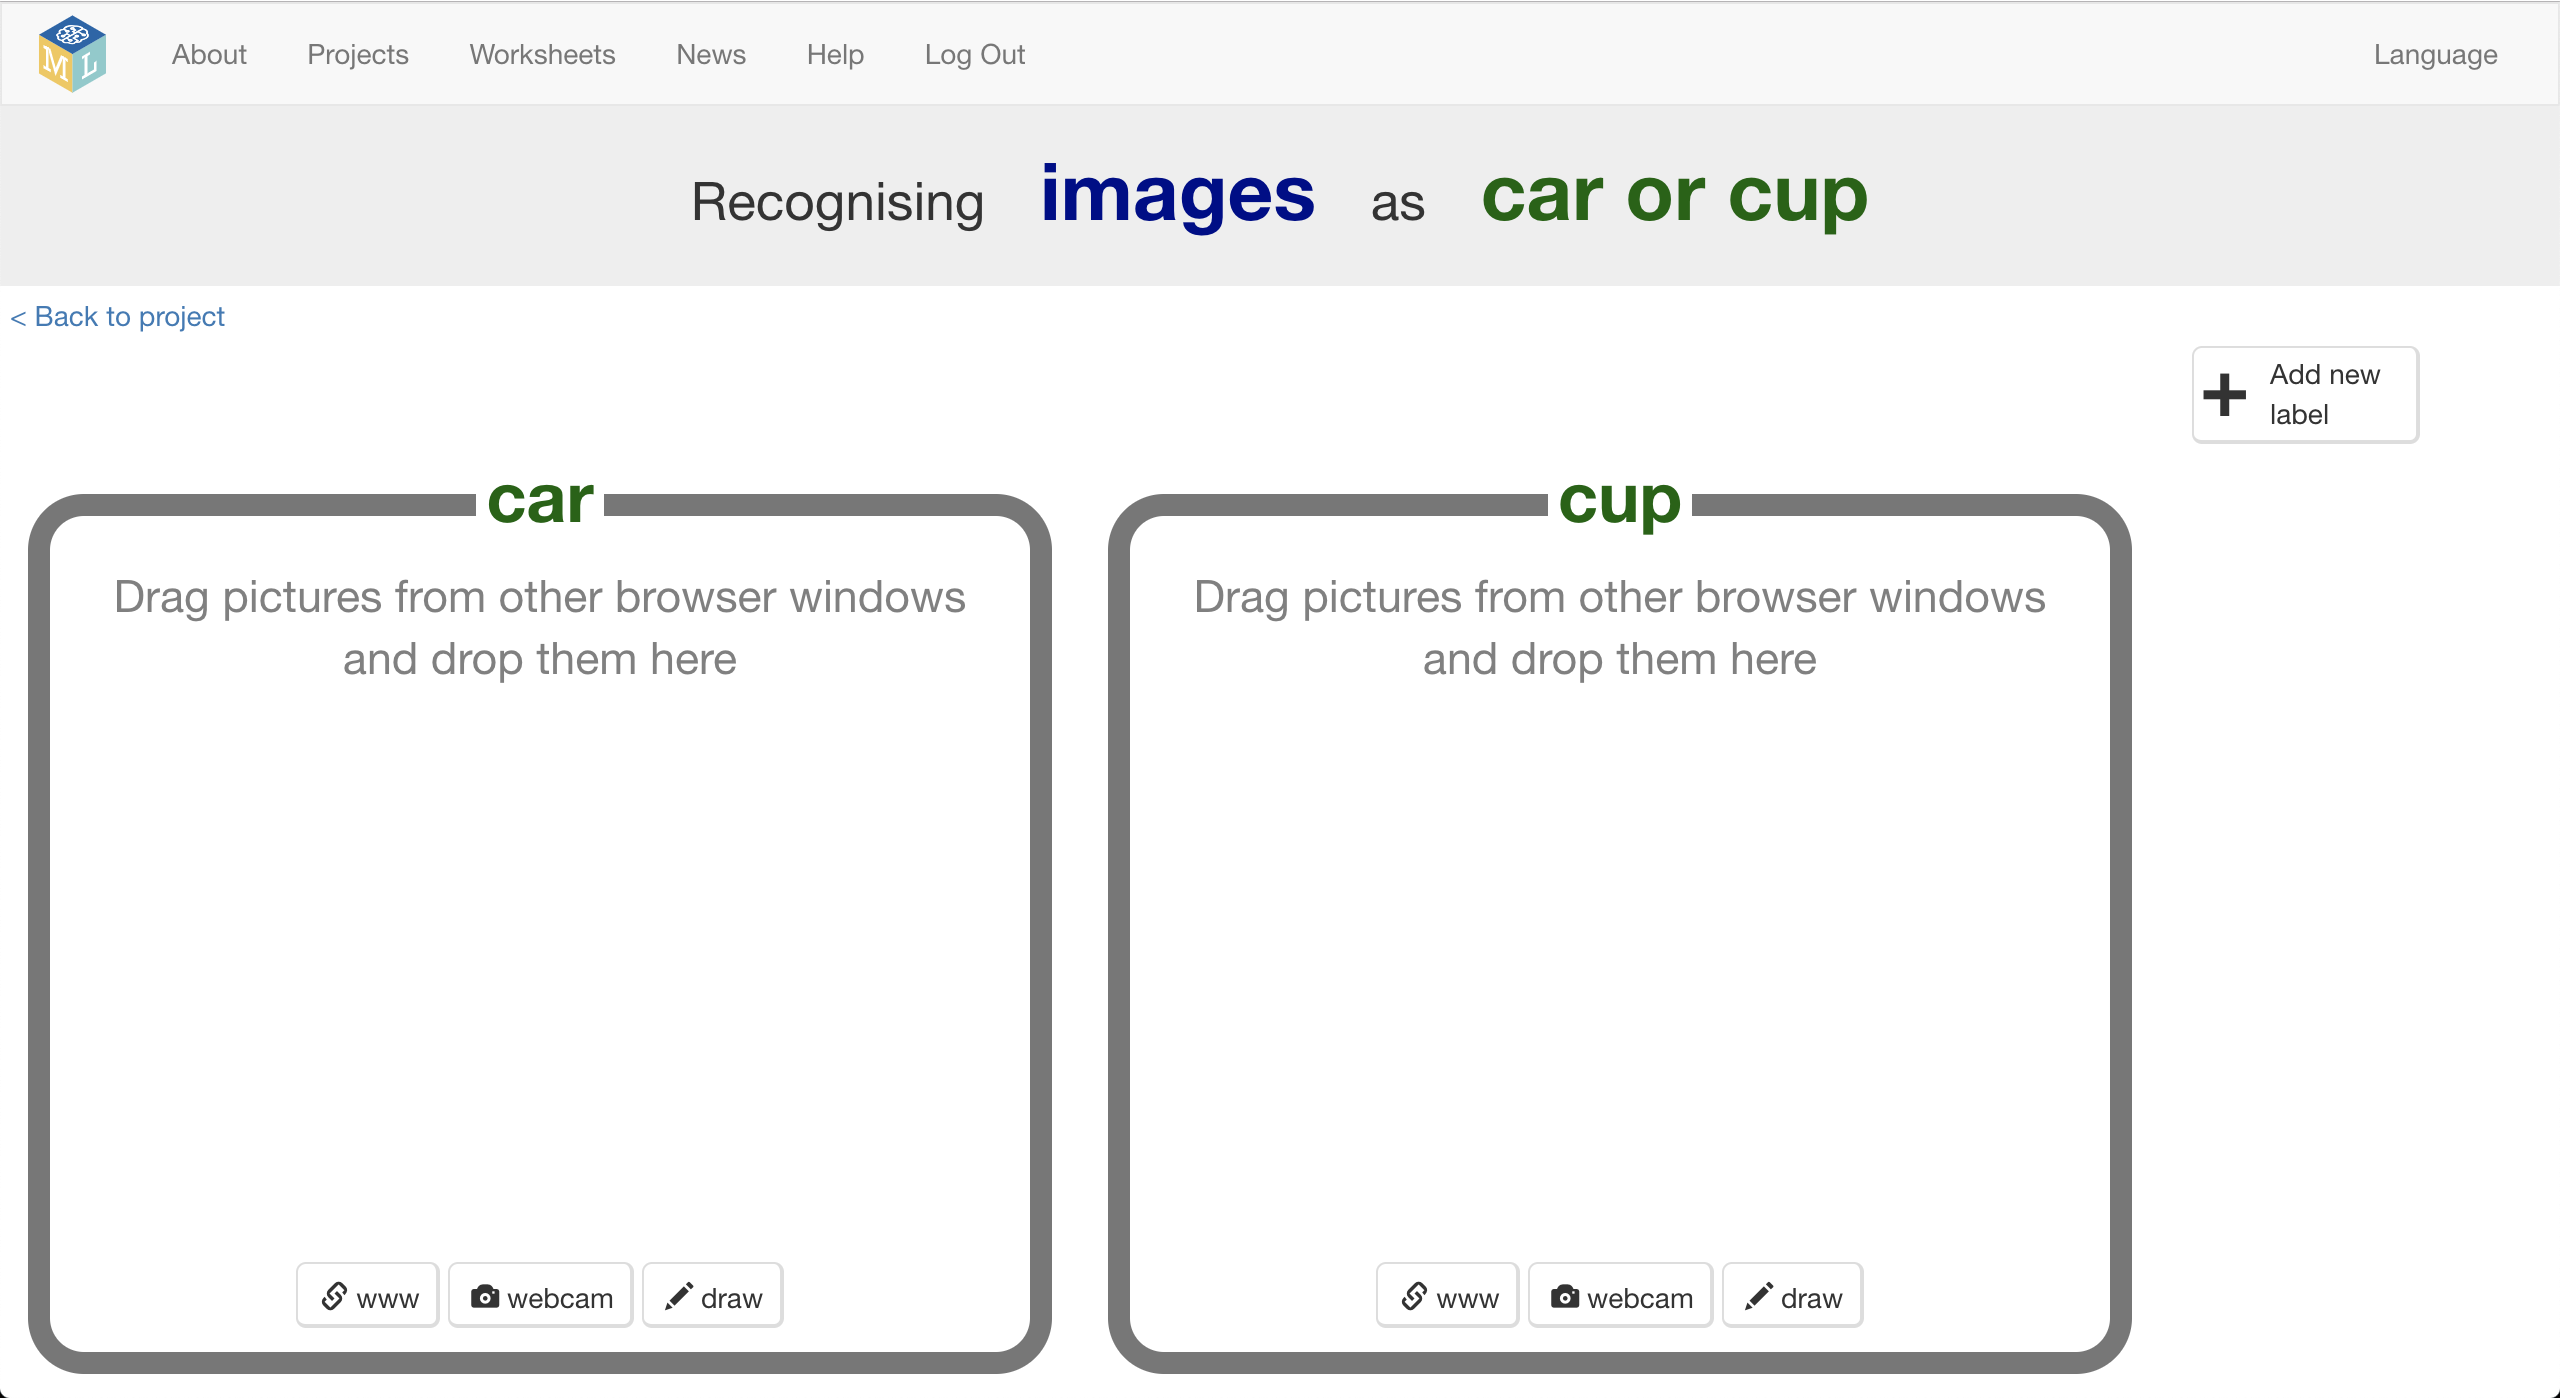 ML
About
Projects
Worksheets
News
Help
Log Out
Language
Recognising images as car or cup
< Back to project
Add new
label
car
Drag pictures from other browser windows
and drop them here
www
webcam
draw
cup
Drag pictures from other browser windows
and drop them here
www
webcam
draw